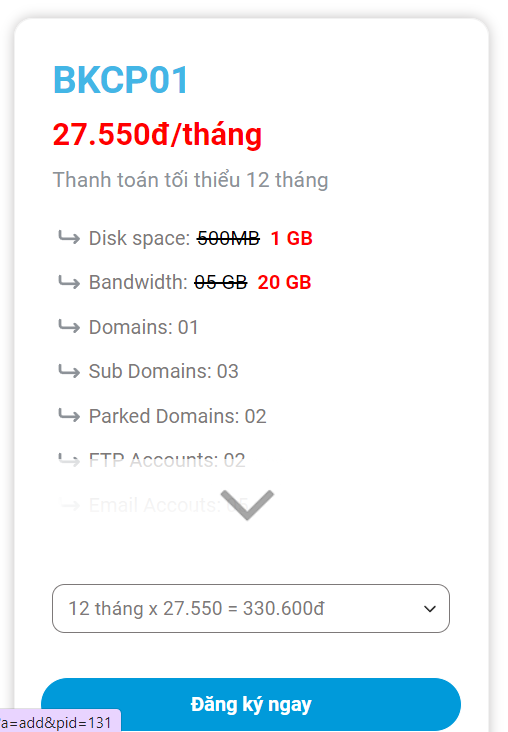 BKCP01
27.550đ/tháng
Thanh toán tối thiểu 12 tháng
Disk space: 500MB 1 GB
Bandwidth: 05 GB 20 GB
Domains: 01
Sub Domains: 03
Parked Domains: 02
FTP Accounts: 02
Email Accouts:
12 tháng x 27.550 = 330.600đ
Đăng ký ngay
a=add&pid=131